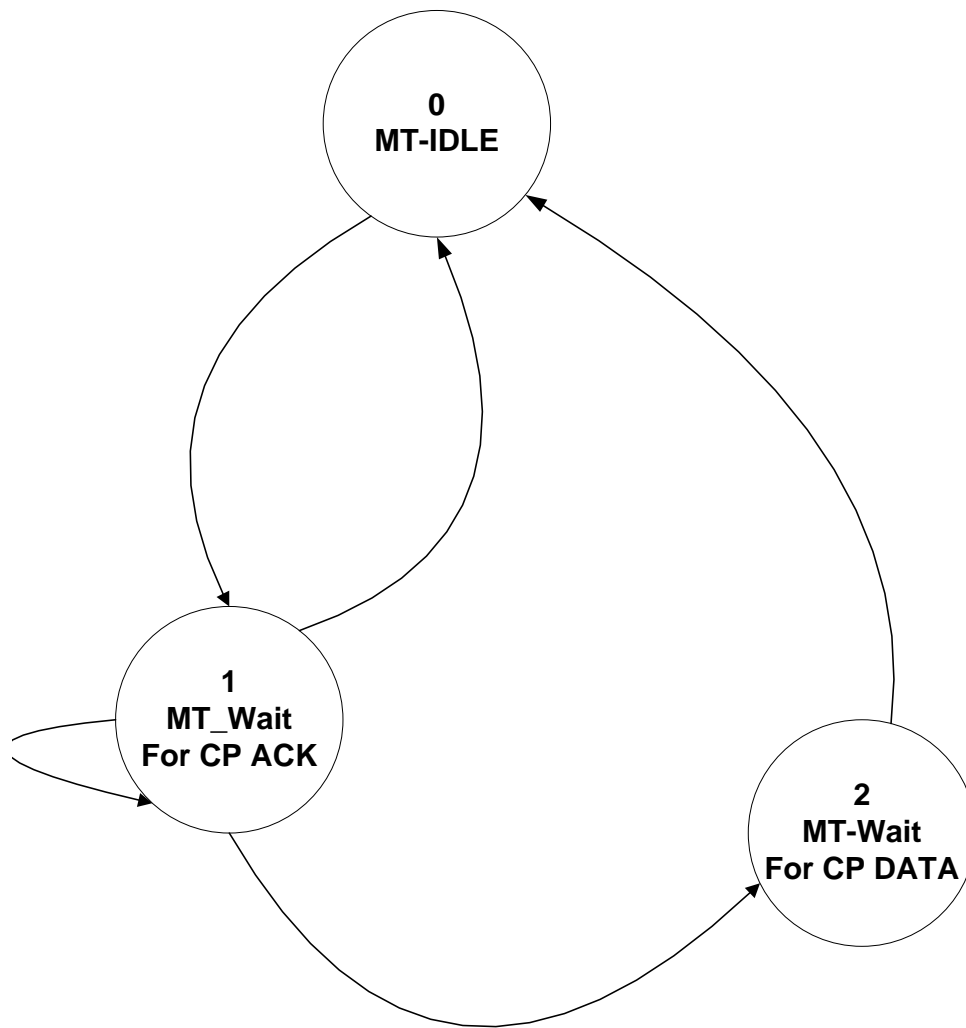 0
MT-IDLE
1
MT_Wait
For CP ACK
2
MT-Wait
For CP DATA